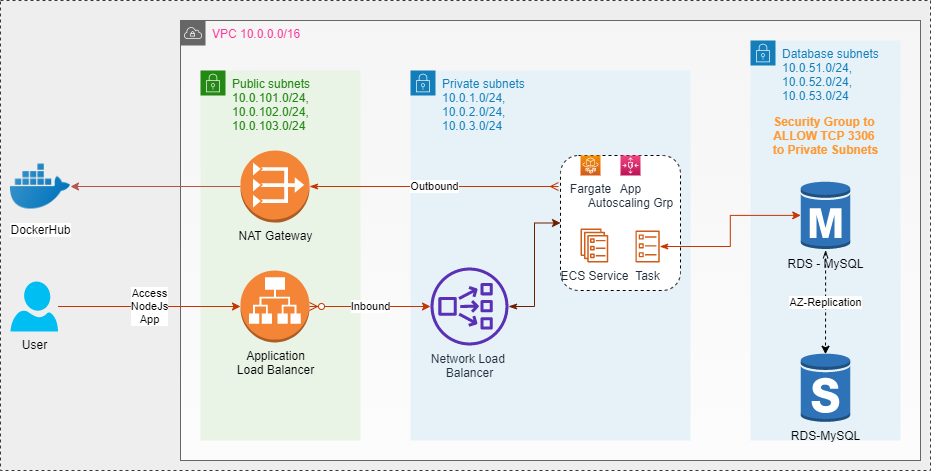 VPC 10.0.0.0/16
Public subnets
10.0.101.0/24,
10.0.102.0/24,
10.0.103.0/24
Private subnets
10.0.1.0/24,
10.0.2.0/24,
10.0.3.0/24
Database subnets
10.0.51.0/24,
10.0.52.0/24,
10.0.53.0/24
Security Group to
ALLOW TCP 3306
to Private Subnets
DockerHub
NAT Gateway
Outbound
Fargate
App
Autoscaling Grp
ECS Service
Task
M
RDS - MySQL
User
Access
NodeJs
App
Application
Load Balancer
Inbound
Network Load
Balancer
AZ-Replication
S
RDS-MySQL